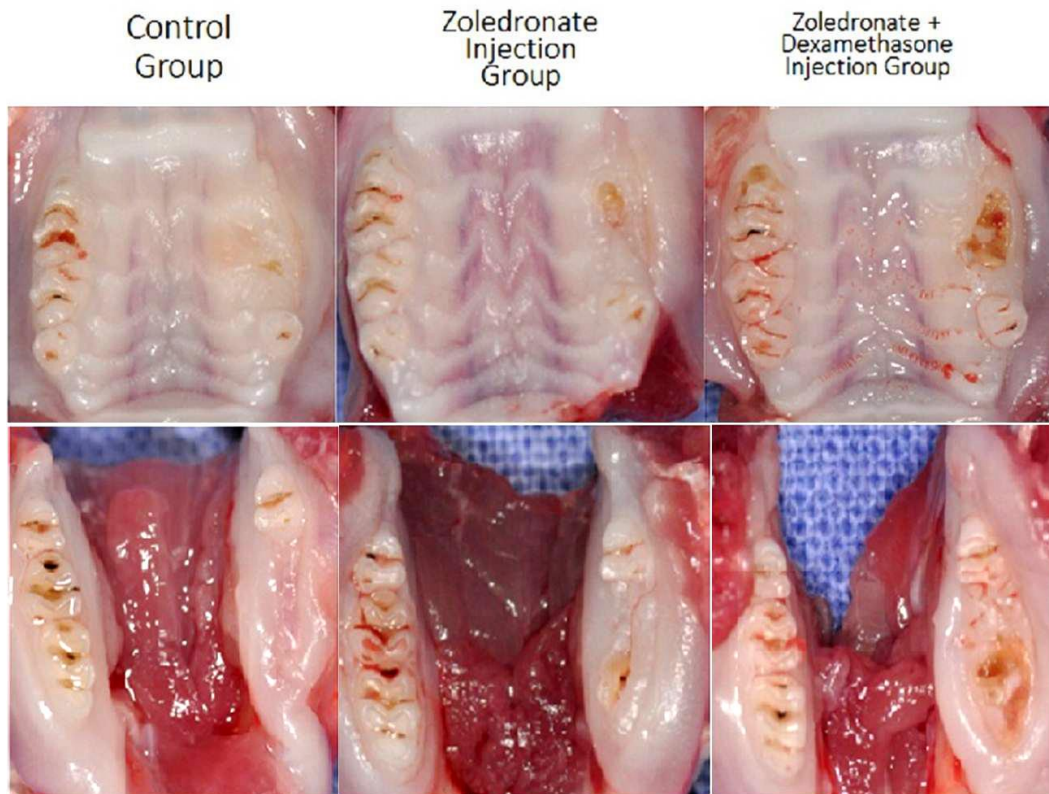 Control
Group
Zoledronate
Injection
Group
Zoledronate +
Dexamethasone
Injection Group